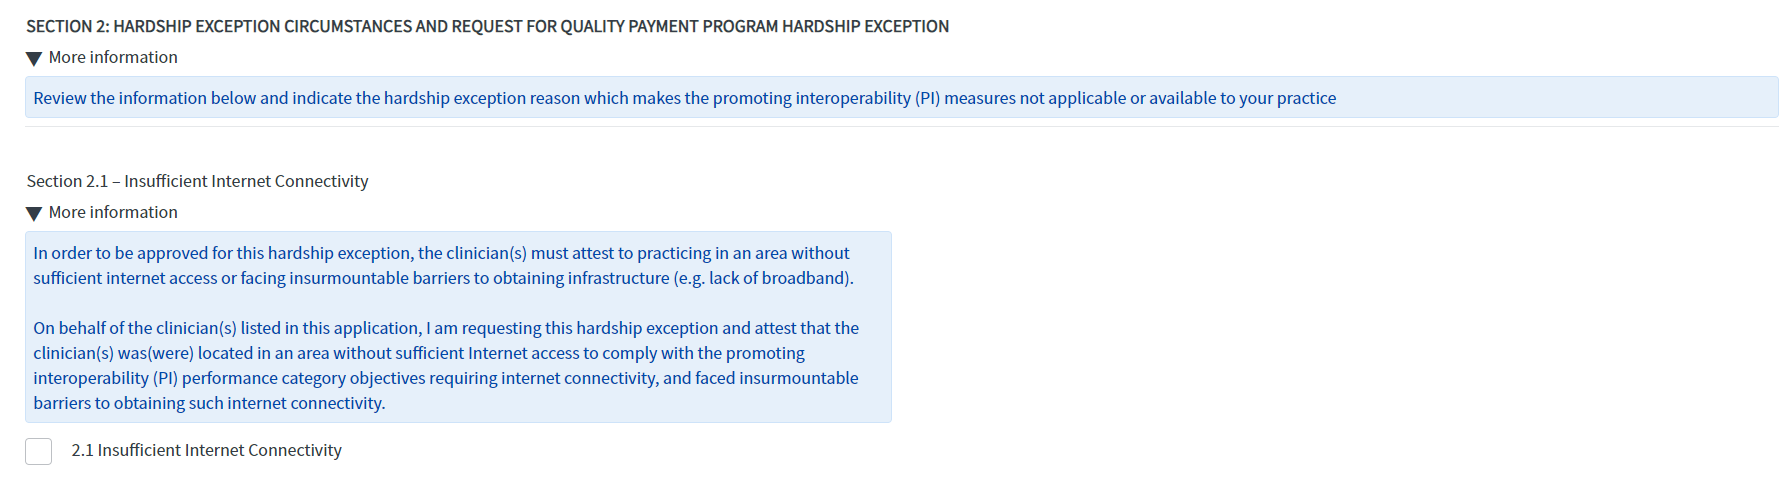 SECTION 2: HARDSHIP EXCEPTION CIRCUMSTANCES AND REQUEST FOR QUALITY PAYMENT PROGRAM HARDSHIP EXCEPTION
More information
Review the information below and indicate the hardship exception reason which makes the promoting interoperability (PI) measures not applicable or available to your practice
Section 2.1 – Insufficient Internet Connectivity
More information
In order to be approved for this hardship exception, the clinician(s) must attest to practicing in an area without
sufficient internet access or facing insurmountable barriers to obtaining infrastructure (e.g. lack of broadband).
On behalf of the clinician(s) listed in this application, I am requesting this hardship exception and attest that the
clinician(s) was(were) located in an area without sufficient Internet access to comply with the promoting
interoperability (PI) performance category objectives requiring internet connectivity, and faced insurmountable
barriers to obtaining such internet connectivity.
2.1 Insufficient Internet Connectivity